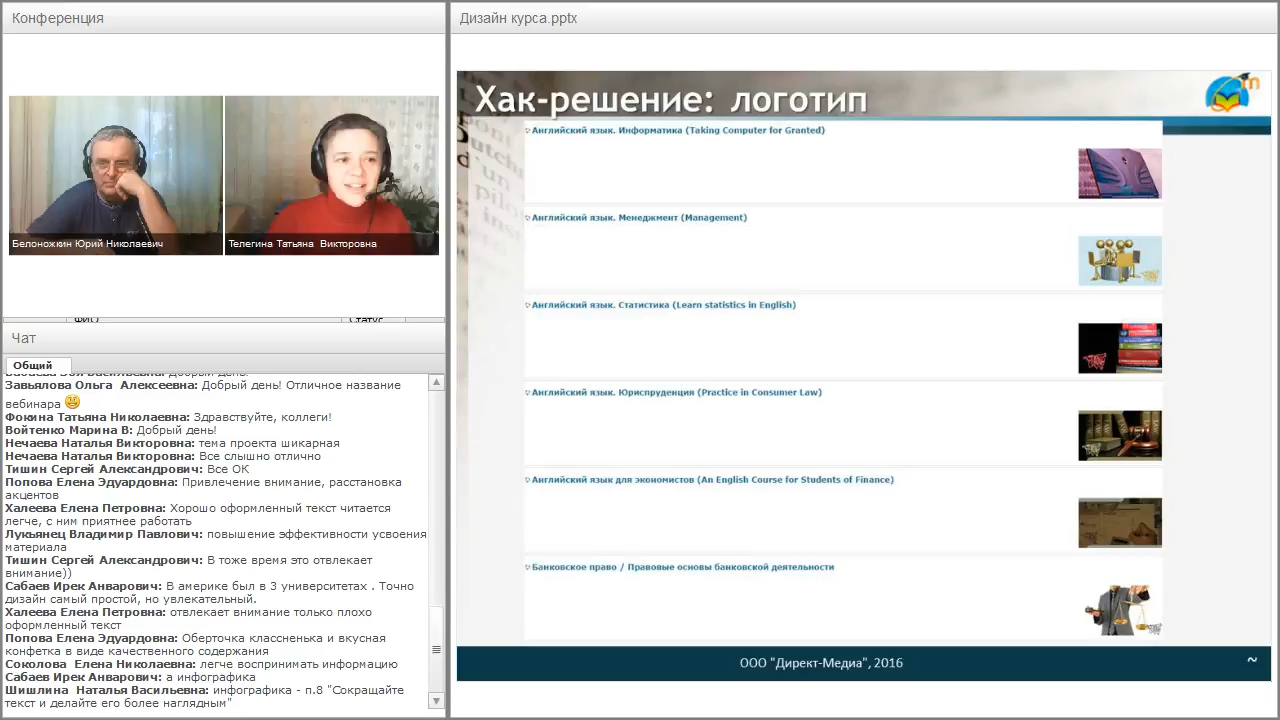 Конференция
Белоножкин Юрий Николаевич
Телегина Татьяна Викторовна
Чат
Общий
Завьялова Ольга Алексеевна: Добрый день! Отличное название
вебинара
Фокина Татьяна Николаевна: Здравствуйте, коллеги!
Войтенко Марина В: Добрый день!
Нечаева Наталья Викторовна: тема проекта шикарная
Нечаева Наталья Викторовна: Все слышно отлично
Тишин Сергей Александрович: Все ОК
Попова Елена Эдуардовна: Привлечение внимание, расстановка
акцентов
Халеева Елена Петровна: Хорошо оформленный текст читается
легче, с ним приятнее работать
Лукьянец Владимир Павлович: повышение эффективности усвоения
материала
Тишин Сергей Александрович: В тоже время это отвлекает
внимание))
Сабаев Ирек Анварович: В америке был в 3 университетах . Точно
дизайн самый простой, но увлекательный.
Халеева Елена Петровна: отвлекает внимание только плохо
оформленный текст
Попова Елена Эдуардовна: Оберточка классненька и вкусная
конфетка в виде качественного содержания
Соколова Елена Николаевна: легче воспринимать информацию
Сабаев Ирек Анварович: а инфографика
Шишлина Наталья Васильевна: инфографика - п.8 "Сокращайте
текст и делайте его более неглядным"
Дизайн курса.pptx
Хак-решение: логотип
Английский язык. Информатика (Taking Computer for Granted)
Английский язык. Менеджмент (Management)
Английский язык. Статистика (Learn statistics in English)
Английский язык. Юриспруденция (Practice in Consumer Law)
Английский язык для экономистов (An English Course for Students of Finance)
Банковское право / Правовые основы банковской деятельности
ООО "Директ-Медиа", 2016
~